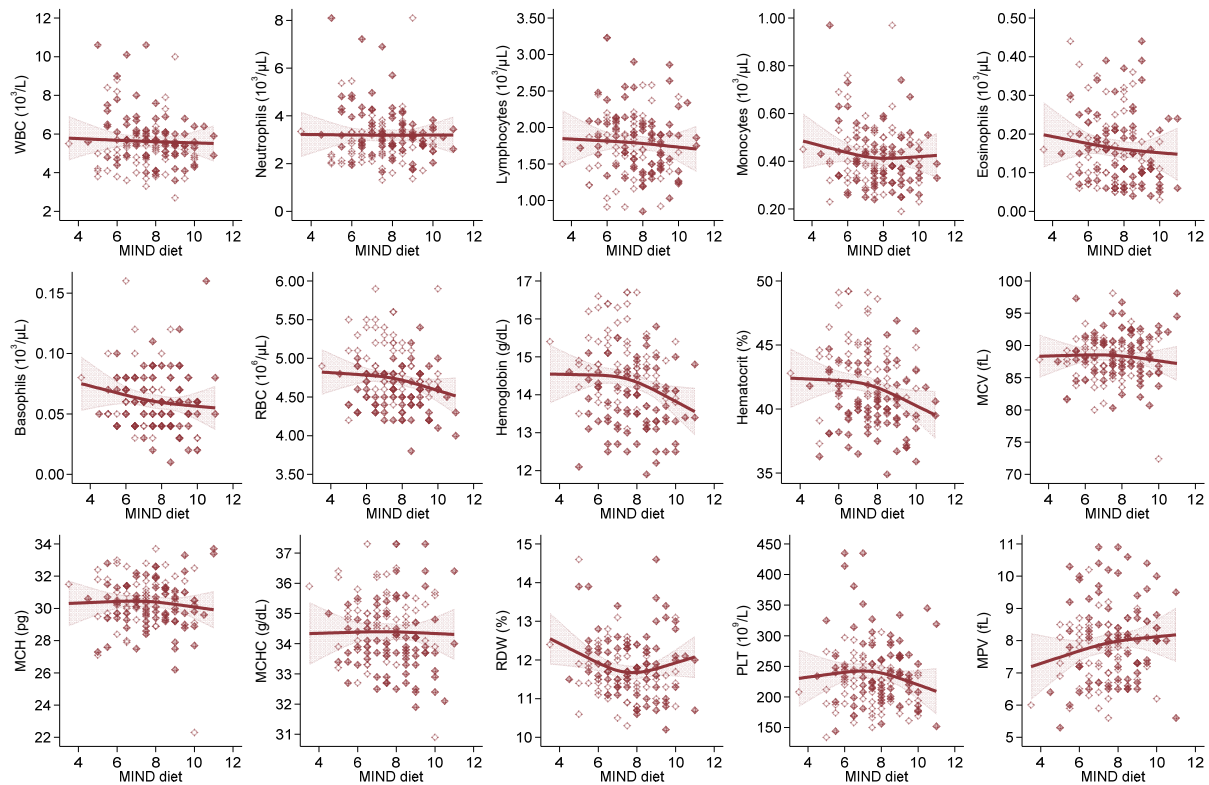 WBC (10³/L)
12
10
8
6
4
2
4 6 8 10 12
MIND diet
Neutrophils (10³/µL)
8
6
4
2
0
4 6 8 10 12
MIND diet
Lymphocytes (10³/µL)
3.50
3.00
2.50
2.00
1.50
1.00
4 6 8 10 12
MIND diet
Monocytes (10³/µL)
1.00
0.80
0.60
0.40
0.20
4 6 8 10 12
MIND diet
Eosinophils (10³/µL)
0.50
0.40
0.30
0.20
0.10
0.00
4 6 8 10 12
MIND diet
Basophils (10³/µL)
0.15
0.10
0.05
0.00
4 6 8 10 12
MIND diet
RBC (10⁶/µL)
6.00
5.50
5.00
4.50
4.00
3.50
4 6 8 10 12
MIND diet
Hemoglobin (g/dL)
17
16
15
14
13
12
4 6 8 10 12
MIND diet
Hematocrit (%)
50
45
40
35
4 6 8 10 12
MIND diet
MCV (fL)
100
95
90
85
80
75
70
4 6 8 10 12
MIND diet
MCH (pg)
34
32
30
28
26
24
22
4 6 8 10 12
MIND diet
MCHC (g/dL)
37
36
35
34
33
32
31
4 6 8 10 12
MIND diet
RDW (%)
15
14
13
12
11
10
4 6 8 10 12
MIND diet
PLT (10⁹/L)
450
400
350
300
250
200
150
4 6 8 10 12
MIND diet
MPV (fL)
11
10
9
8
7
6
5
4 6 8 10 12
MIND diet